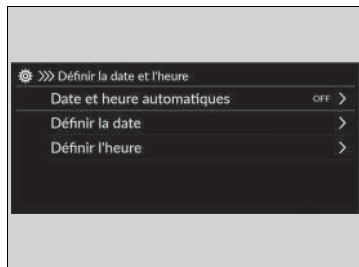 Définir la date et l'heure
Date et heure automatiques OFF
Définir la date
Définir l'heure